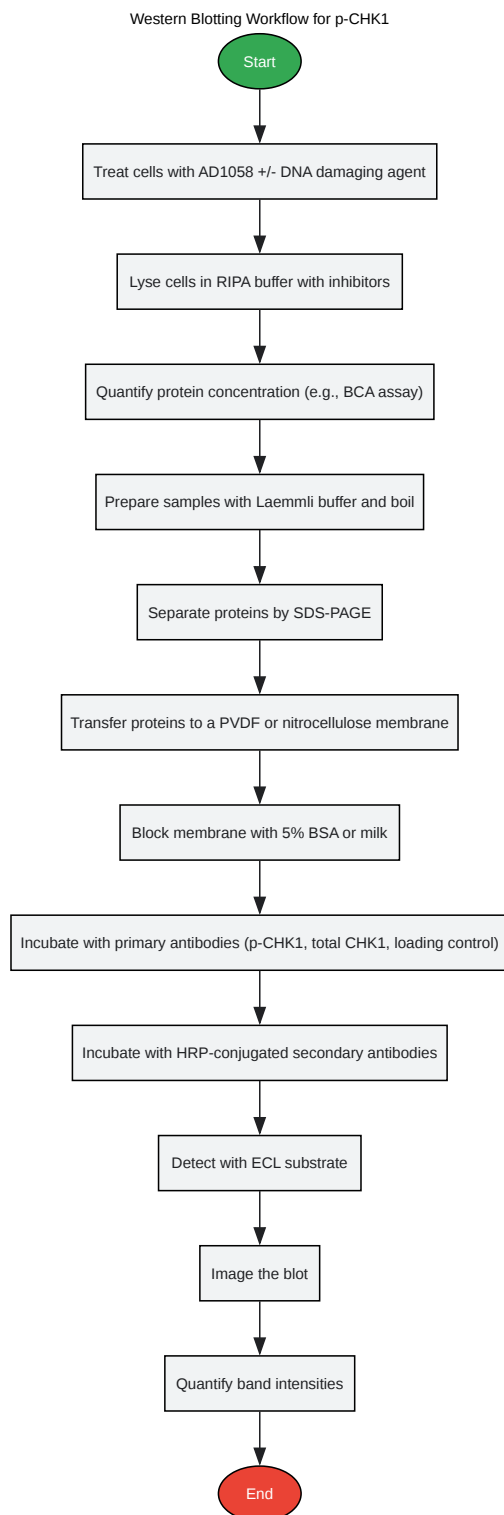 Western Blotting Workflow for p-CHK1
Start
Treat cells with AD1058 +/- DNA damaging agent
Lyse cells in RIPA buffer with inhibitors
Quantify protein concentration (e.g., BCA assay)
Prepare samples with Laemmli buffer and boil
Separate proteins by SDS-PAGE
Transfer proteins to a PVDF or nitrocellulose membrane
Block membrane with 5% BSA or milk
Incubate with primary antibodies (p-CHK1, total CHK1, loading control)
Incubate with HRP-conjugated secondary antibodies
Detect with ECL substrate
Image the blot
Quantify band intensities
End